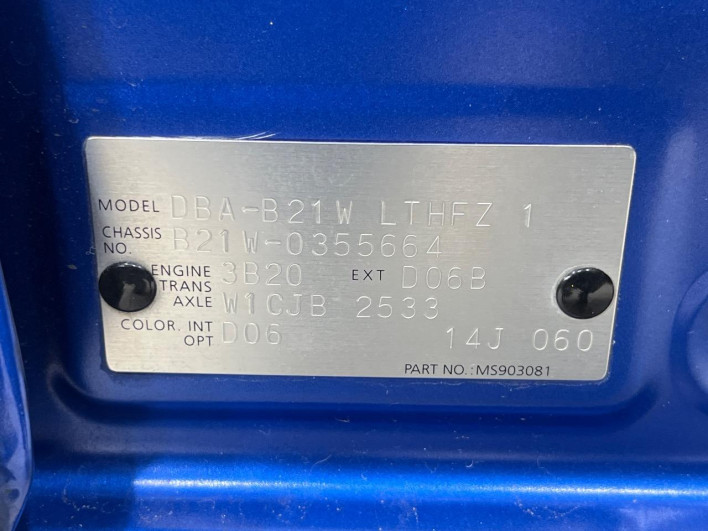 MODEL DBA-B21W LTHFZ 1
CHASSIS NO. B21W-0355664
ENGINE 3B20 EXT D06B
TRANS AXLE W1CJB 2533
COLOR. INT OPT D06 14J 060
PART NO.:MS903081